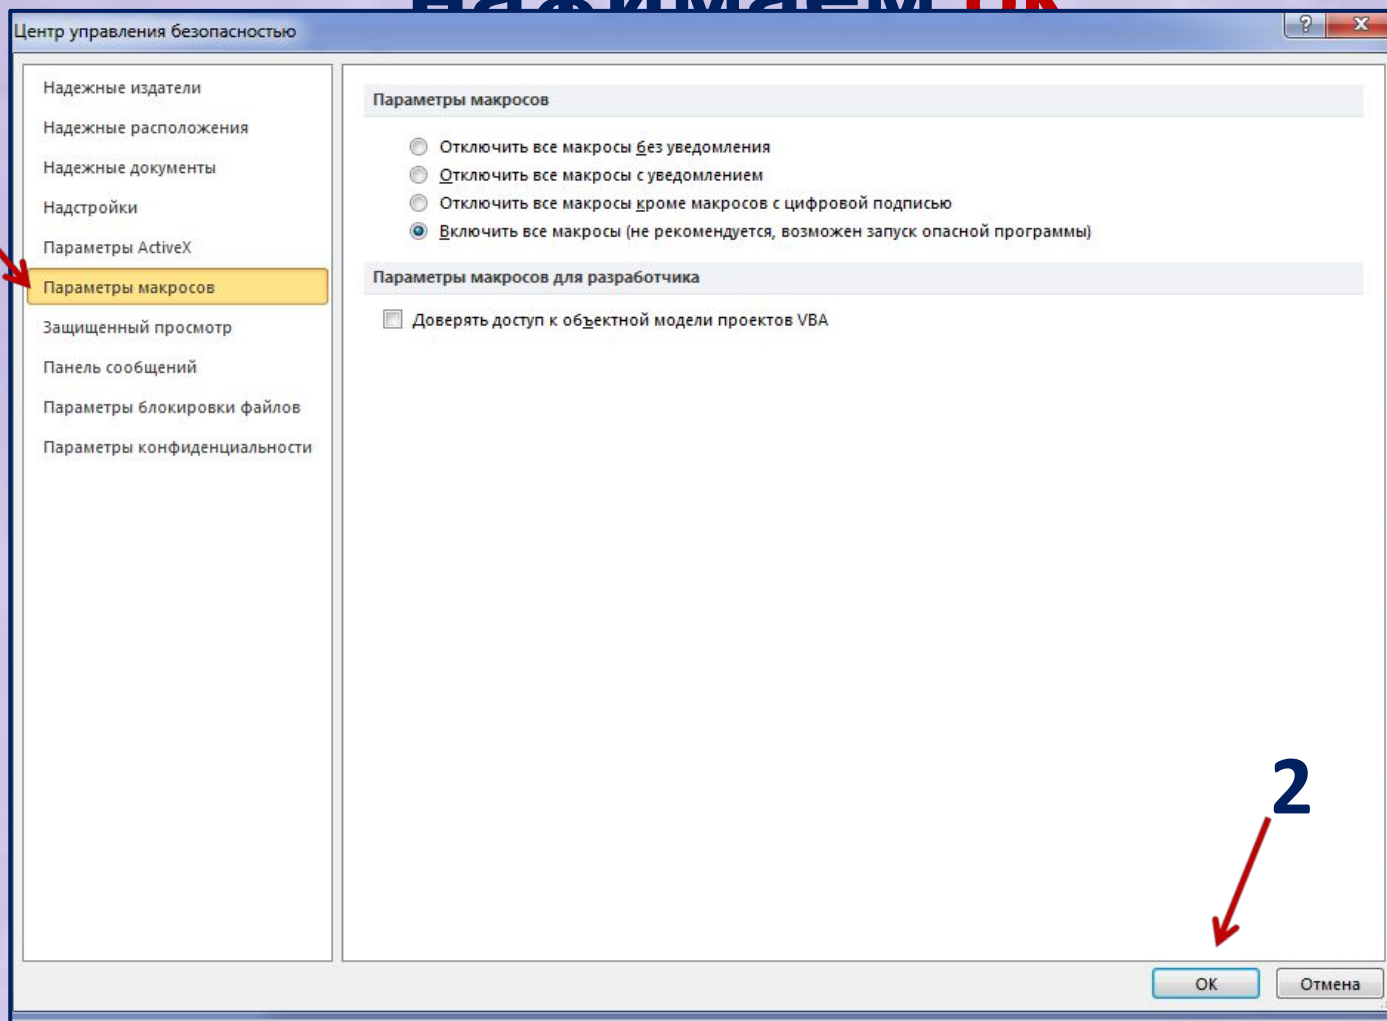 нажимаем ок
Центр управления безопасностью
Надежные издатели
Надежные расположения
Надежные документы
Надстройки
Параметры ActiveX
Параметры макросов
Защищенный просмотр
Панель сообщений
Параметры блокировки файлов
Параметры конфиденциальности
Параметры макросов
Отключить все макросы без уведомления
Отключить все макросы с уведомлением
Отключить все макросы кроме макросов с цифровой подписью
Включить все макросы (не рекомендуется, возможен запуск опасной программы)
Параметры макросов для разработчика
Доверять доступ к объектной модели проектов VBA
2
ОК
Отмена